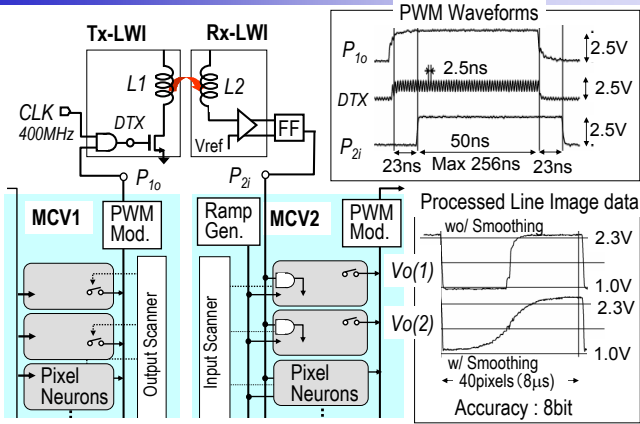 Tx-LWI
Rx-LWI
L1
L2
CLK
400MHz
DTX
Vref
FF
P1o
P2i
MCV1
PWM
Mod.
Ramp
Gen.
MCV2
PWM
Mod.
Output Scanner
Input Scanner
Pixel
Neurons
Pixel
Neurons
PWM Waveforms
P1o
2.5V
2.5ns
DTX
2.5V
P2i
2.5V
50ns
23ns
Max 256ns
23ns
Processed Line Image data
wo/ Smoothing
2.3V
Vo(1)
1.0V
2.3V
Vo(2)
1.0V
w/ Smoothing
40pixels (8μs)
Accuracy : 8bit